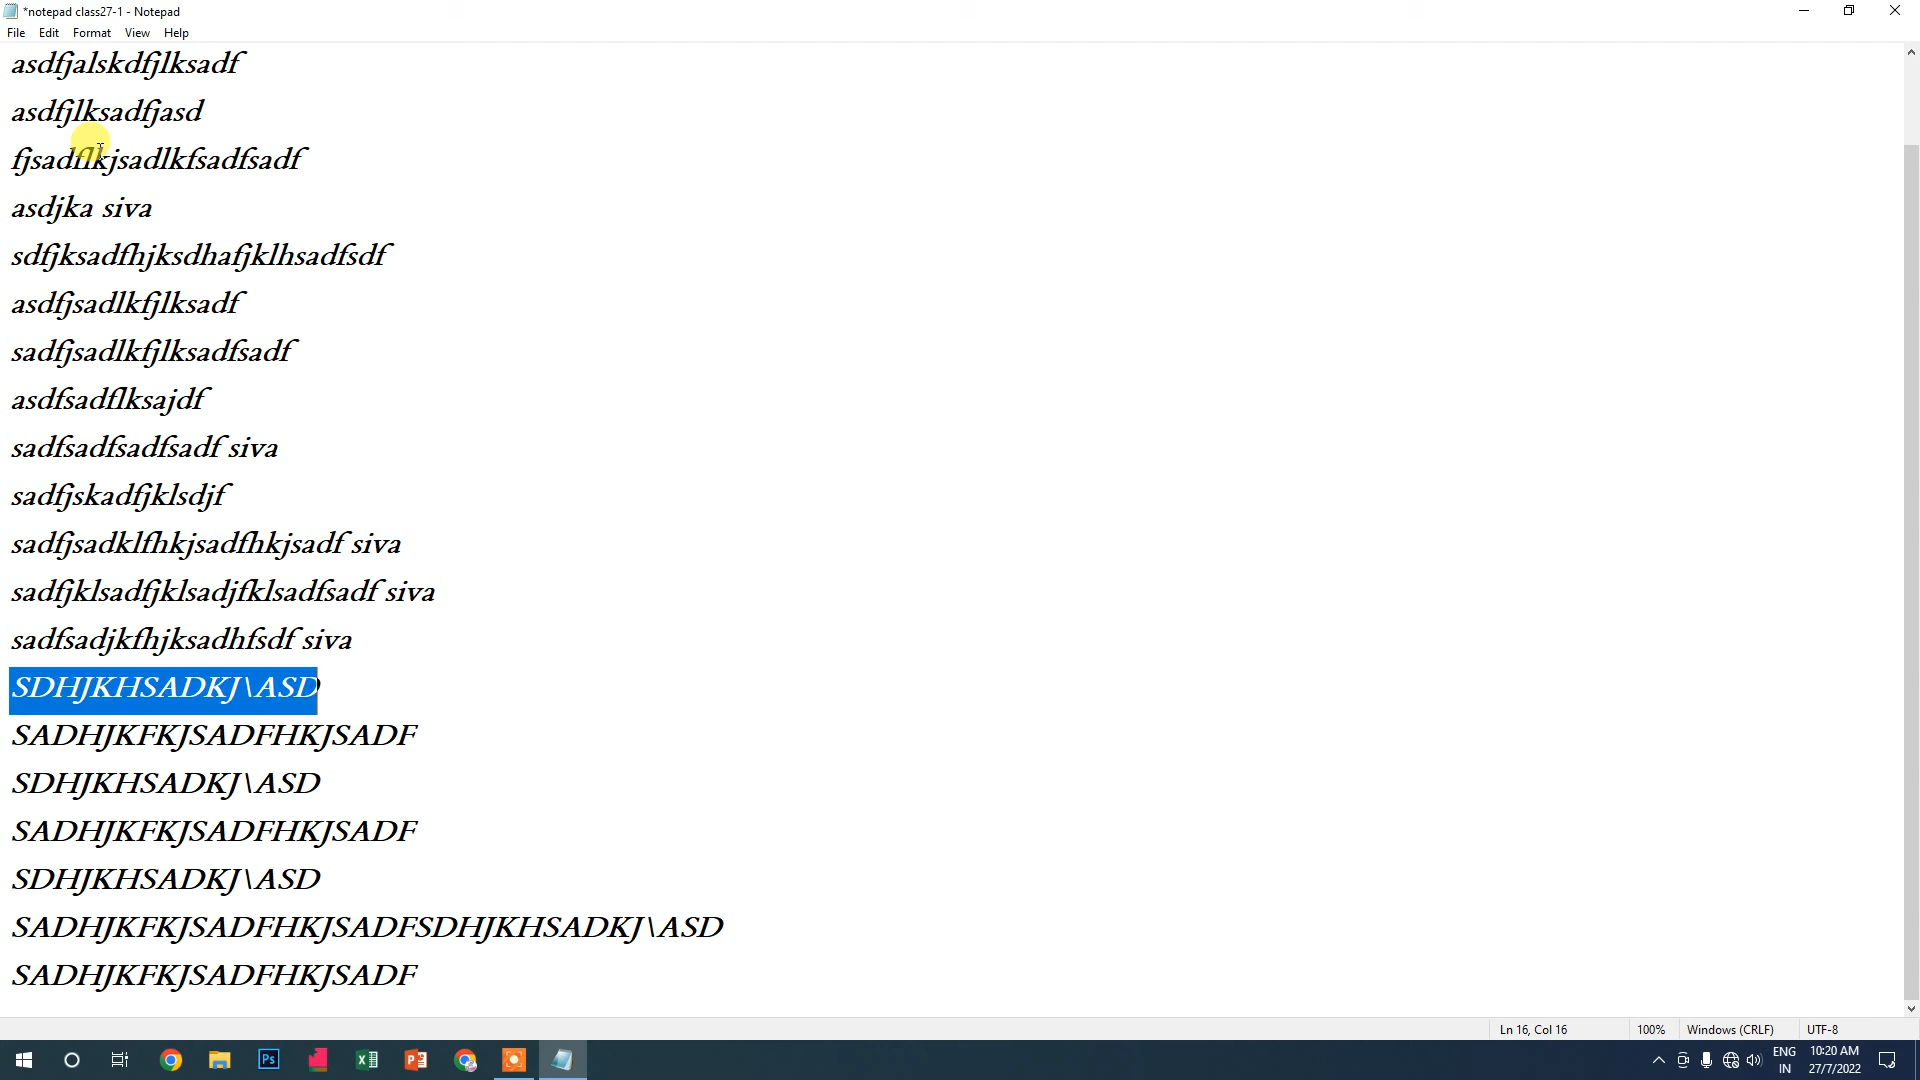 *notepad class27-1 - Notepad
File Edit Format View Help
asdfjalskdfjlksadf
asdfjlksadfjasd
fjsadflkjsadlkfsadfsadf
asdjka siva
sdfjksadfhjksdhafjklhsadfsdf
asdfjsadlkfjlksadf
sadfjsadlkfjlksadfsadf
asdfsadflksajdf
sadfsadfsadfsadf siva
sadfjskadfjklsdjf
sadfjsadklfhkjsadfhkjsadf siva
sadfjklsadfjklsadjfklsadfsadf siva
sadfsadjkfhjksadhfsdf siva
SDHJKHSADKJ\ASD
SADHJKFKJSADFHKJSADF
SDHJKHSADKJ\ASD
SADHJKFKJSADFHKJSADF
SDHJKHSADKJ\ASD
SADHJKFKJSADFHKJSADFSDHJKHSADKJ\ASD
SADHJKFKJSADFHKJSADF
Ln 16, Col 16 100% Windows (CRLF) UTF-8
Ps
ENG 10:20 AM
IN 27/7/2022